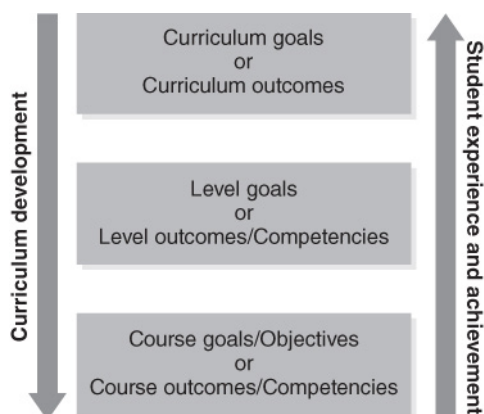 Curriculum goals
or
Curriculum outcomes
Level goals
or
Level outcomes/Competencies
Course goals/Objectives
or
Course outcomes/Competencies
Curriculum development
Student experience and achievement